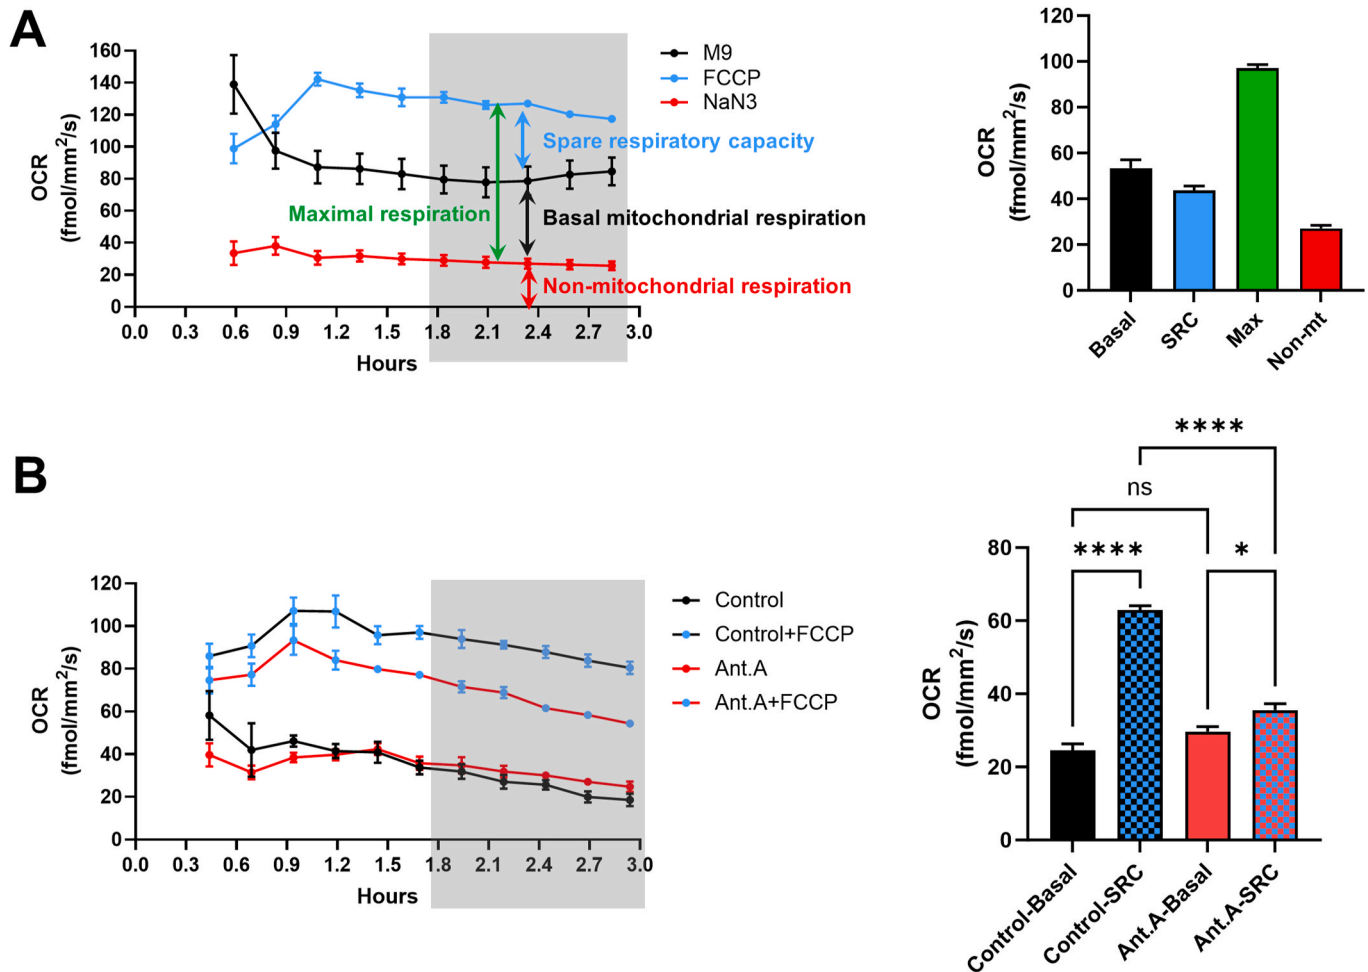 A
160
140
120
100
80
60
40
20
0
OCR
(fmol/mm²/s)
0.0 0.3 0.6 0.9 1.2 1.5 1.8 2.1 2.4 2.7 3.0
Hours
M9
FCCP
NaN3
Spare respiratory capacity
Maximal respiration
Basal mitochondrial respiration
Non-mitochondrial respiration
120
100
80
60
40
20
0
OCR
(fmol/mm²/s)
Basal
SRC
Max
Non-mt
B
120
100
80
60
40
20
0
OCR
(fmol/mm²/s)
0.0 0.3 0.6 0.9 1.2 1.5 1.8 2.1 2.4 2.7 3.0
Hours
Control
Control+FCCP
Ant.A
Ant.A+FCCP
****
ns
**** *
80
60
40
20
0
OCR
(fmol/mm²/s)
Control-Basal
Control-SRC
Ant.A-Basal
Ant.A-SRC